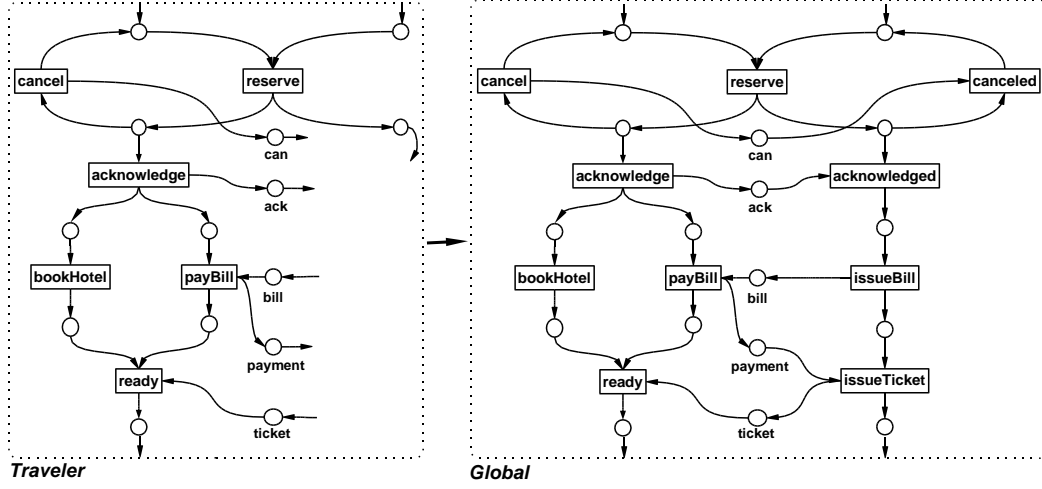 cancel
reserve
can
acknowledge
ack
bookHotel
payBill
bill
payment
ready
ticket
Traveler
cancel
reserve
canceled
can
acknowledge
acknowledged
ack
bookHotel
payBill
bill
issueBill
payment
ready
issueTicket
ticket
Global